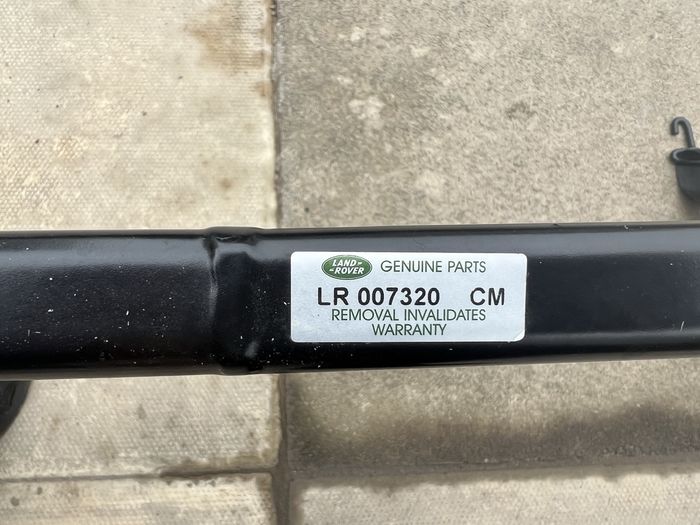 LAND-
-ROVER
GENUINE PARTS
LR 007320 CM
REMOVAL INVALIDATES
WARRANTY